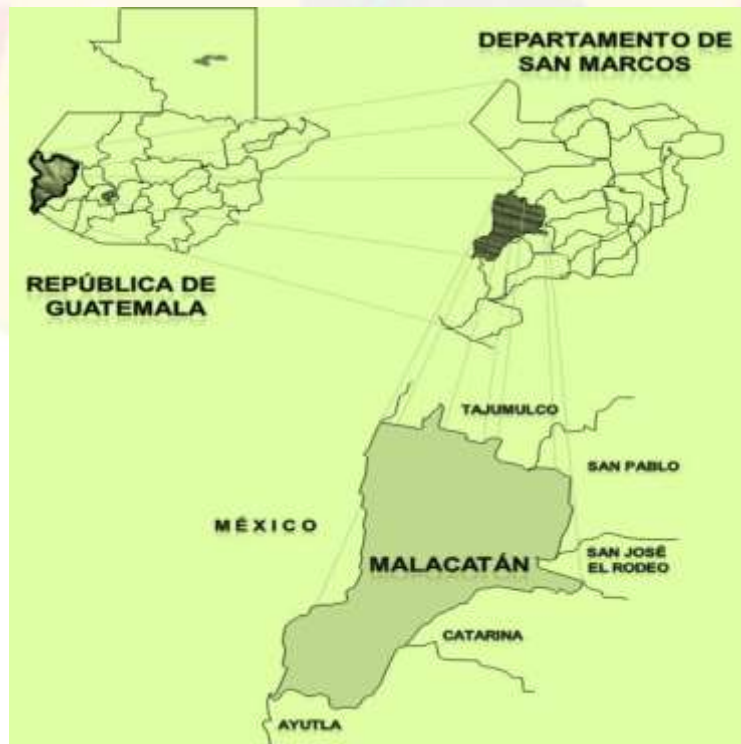 DEPARTAMENTO DE
SAN MARCOS
REPÚBLICA DE
GUATEMALA
TAJUMULCO
SAN PABLO
MÉXICO
MALACATÁN
SAN JOSÉ
EL RODEO
CATARINA
AYUTLA